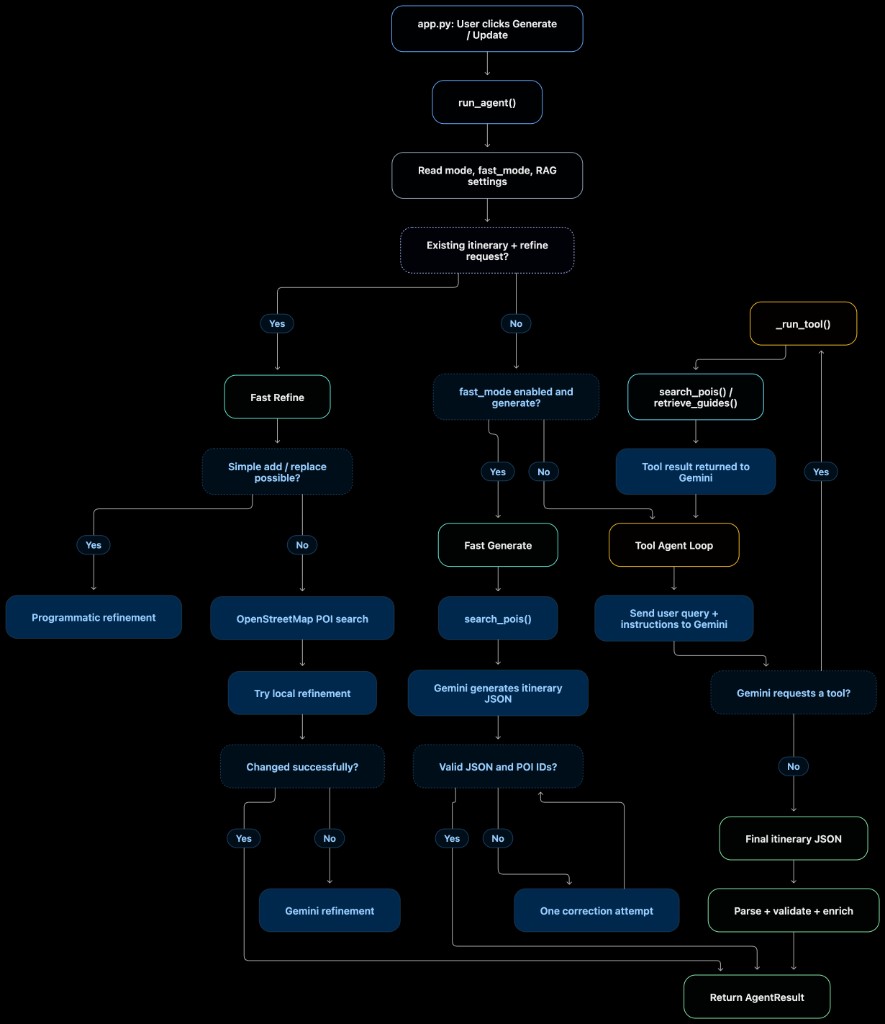 app.py: User clicks Generate
/ Update
run_agent()
Read mode, fast_mode, RAG
settings
Existing itinerary + refine
request?
Yes
No
_run_tool()
Fast Refine
fast_mode enabled and
generate?
search_pois() /
retrieve_guides()
Simple add / replace
possible?
Yes
No
Tool result returned to
Gemini
Yes
Yes
No
Fast Generate
Tool Agent Loop
Programmatic refinement
OpenStreetMap POI search
search_pois()
Send user query +
instructions to Gemini
Try local refinement
Gemini generates itinerary
JSON
Gemini requests a tool?
Changed successfully?
Valid JSON and POI IDs?
No
Yes
No
Yes
No
Final itinerary JSON
Gemini refinement
One correction attempt
Parse + validate + enrich
Return AgentResult